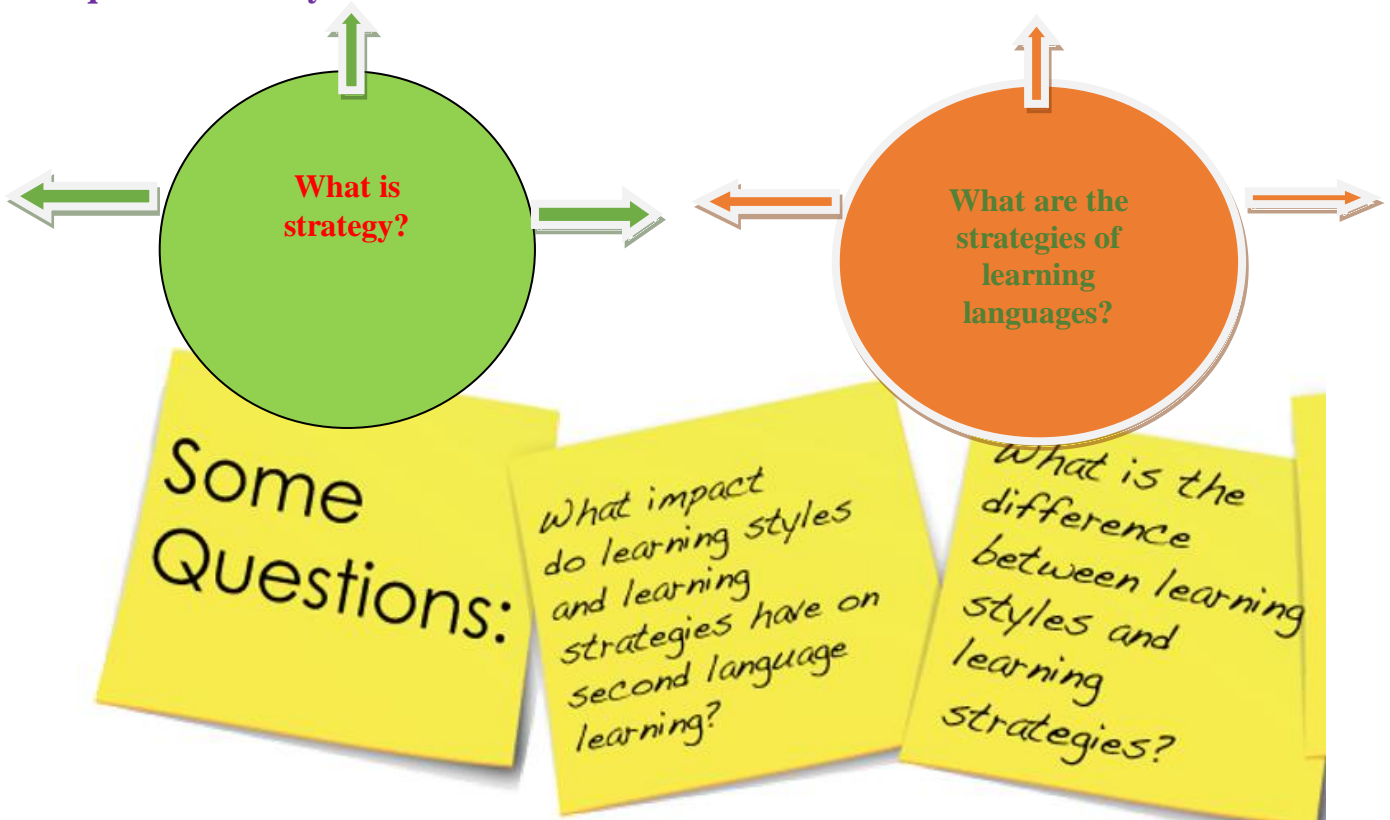 What is
strategy?
What are the
strategies of
learning
languages?
Some
Questions:
What impact
do learning styles
and learning
strategies have on
second language
learning?
What is the
difference
between learning
styles and
learning
strategies?